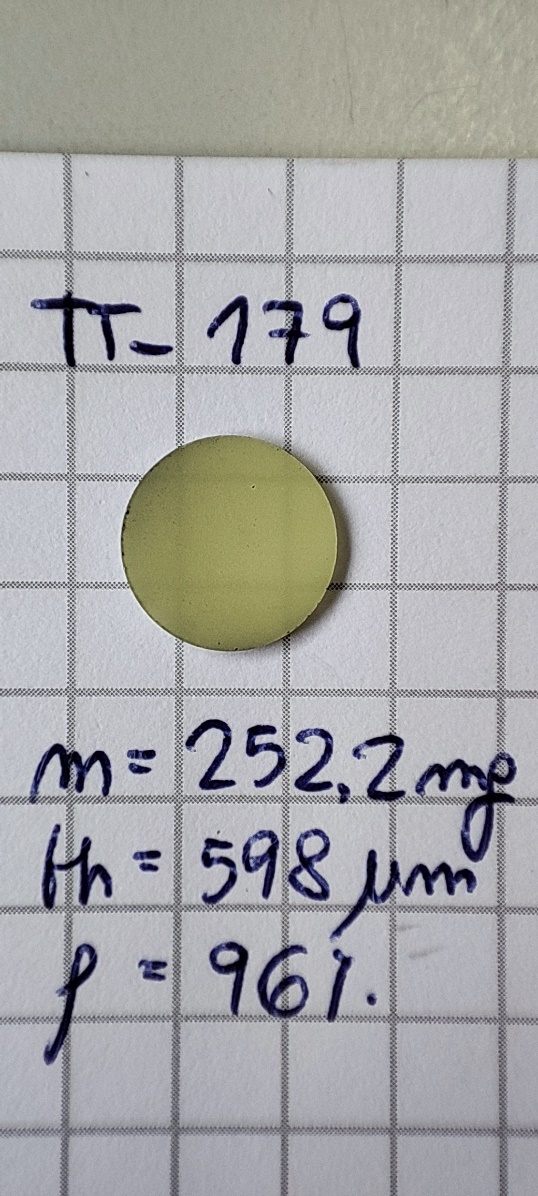 TT- 179
m = 252,2 mg
th = 598 µm
ρ = 96%